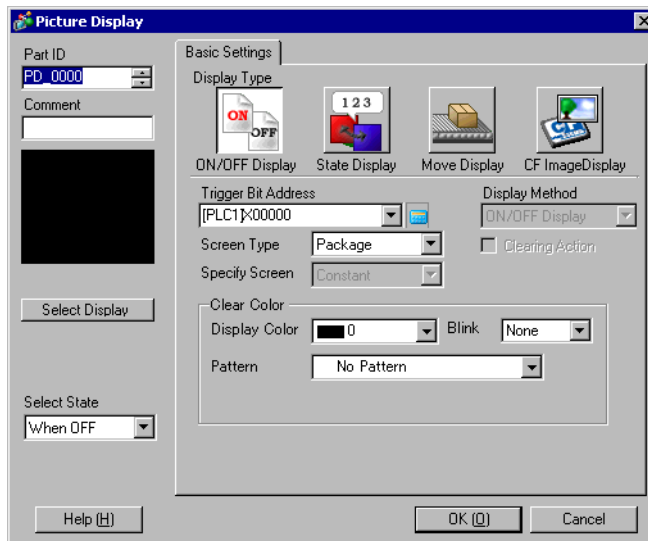 Picture Display
Part ID
PD_0000
Comment
Select Display
Select State
When OFF
Basic Settings
Display Type
ON
OFF
1 2 3
ON/OFF Display
State Display
Move Display
CF ImageDisplay
Trigger Bit Address
[PLC1]X00000
Display Method
ON/OFF Display
Screen Type
Package
Clearing Action
Specify Screen
Constant
Clear Color
Display Color
0
Blink
None
Pattern
No Pattern
Help (H)
OK (O)
Cancel